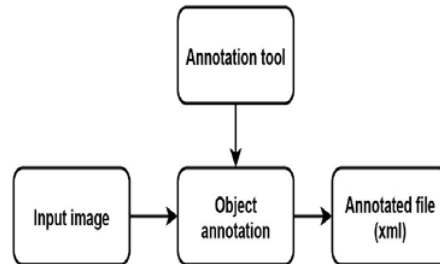 Annotation tool
Input image
Object
annotation
Annotated file
(xml)